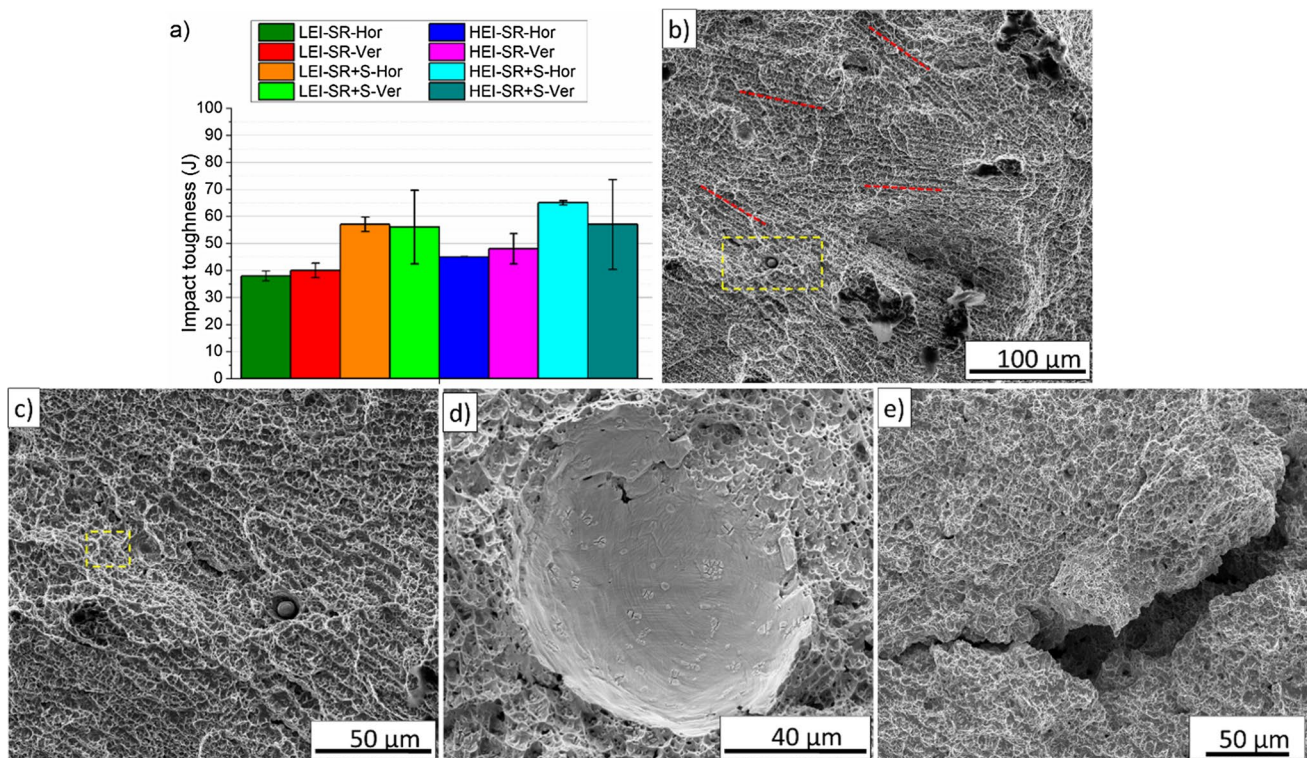 a)
LEI-SR-Hor HEI-SR-Hor
LEI-SR-Ver HEI-SR-Ver
LEI-SR+S-Hor HEI-SR+S-Hor
LEI-SR+S-Ver HEI-SR+S-Ver
100
90
80
70
60
50
40
30
20
10
0
Impact toughness (J)
b)
100 µm
c)
50 µm
d)
40 µm
e)
50 µm